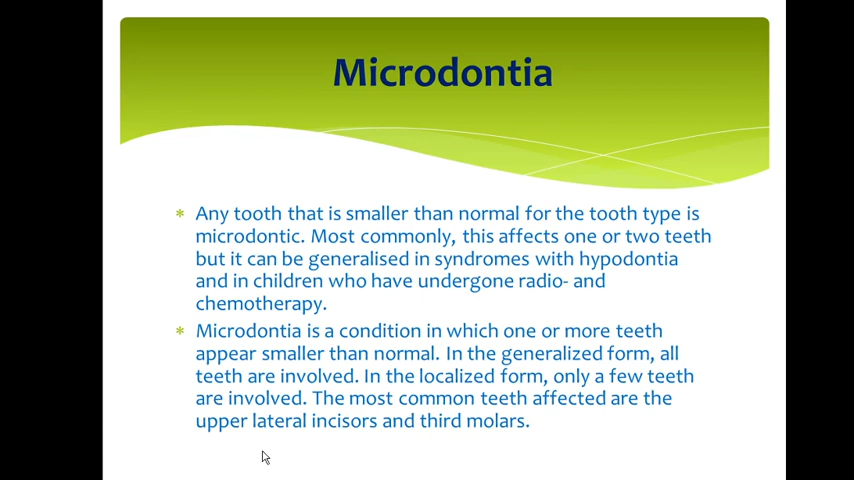 Microdontia
* Any tooth that is smaller than normal for the tooth type is
microdontic. Most commonly, this affects one or two teeth
but it can be generalised in syndromes with hypodontia
and in children who have undergone radio- and
chemotherapy.
* Microdontia is a condition in which one or more teeth
appear smaller than normal. In the generalized form, all
teeth are involved. In the localized form, only a few teeth
are involved. The most common teeth affected are the
upper lateral incisors and third molars.